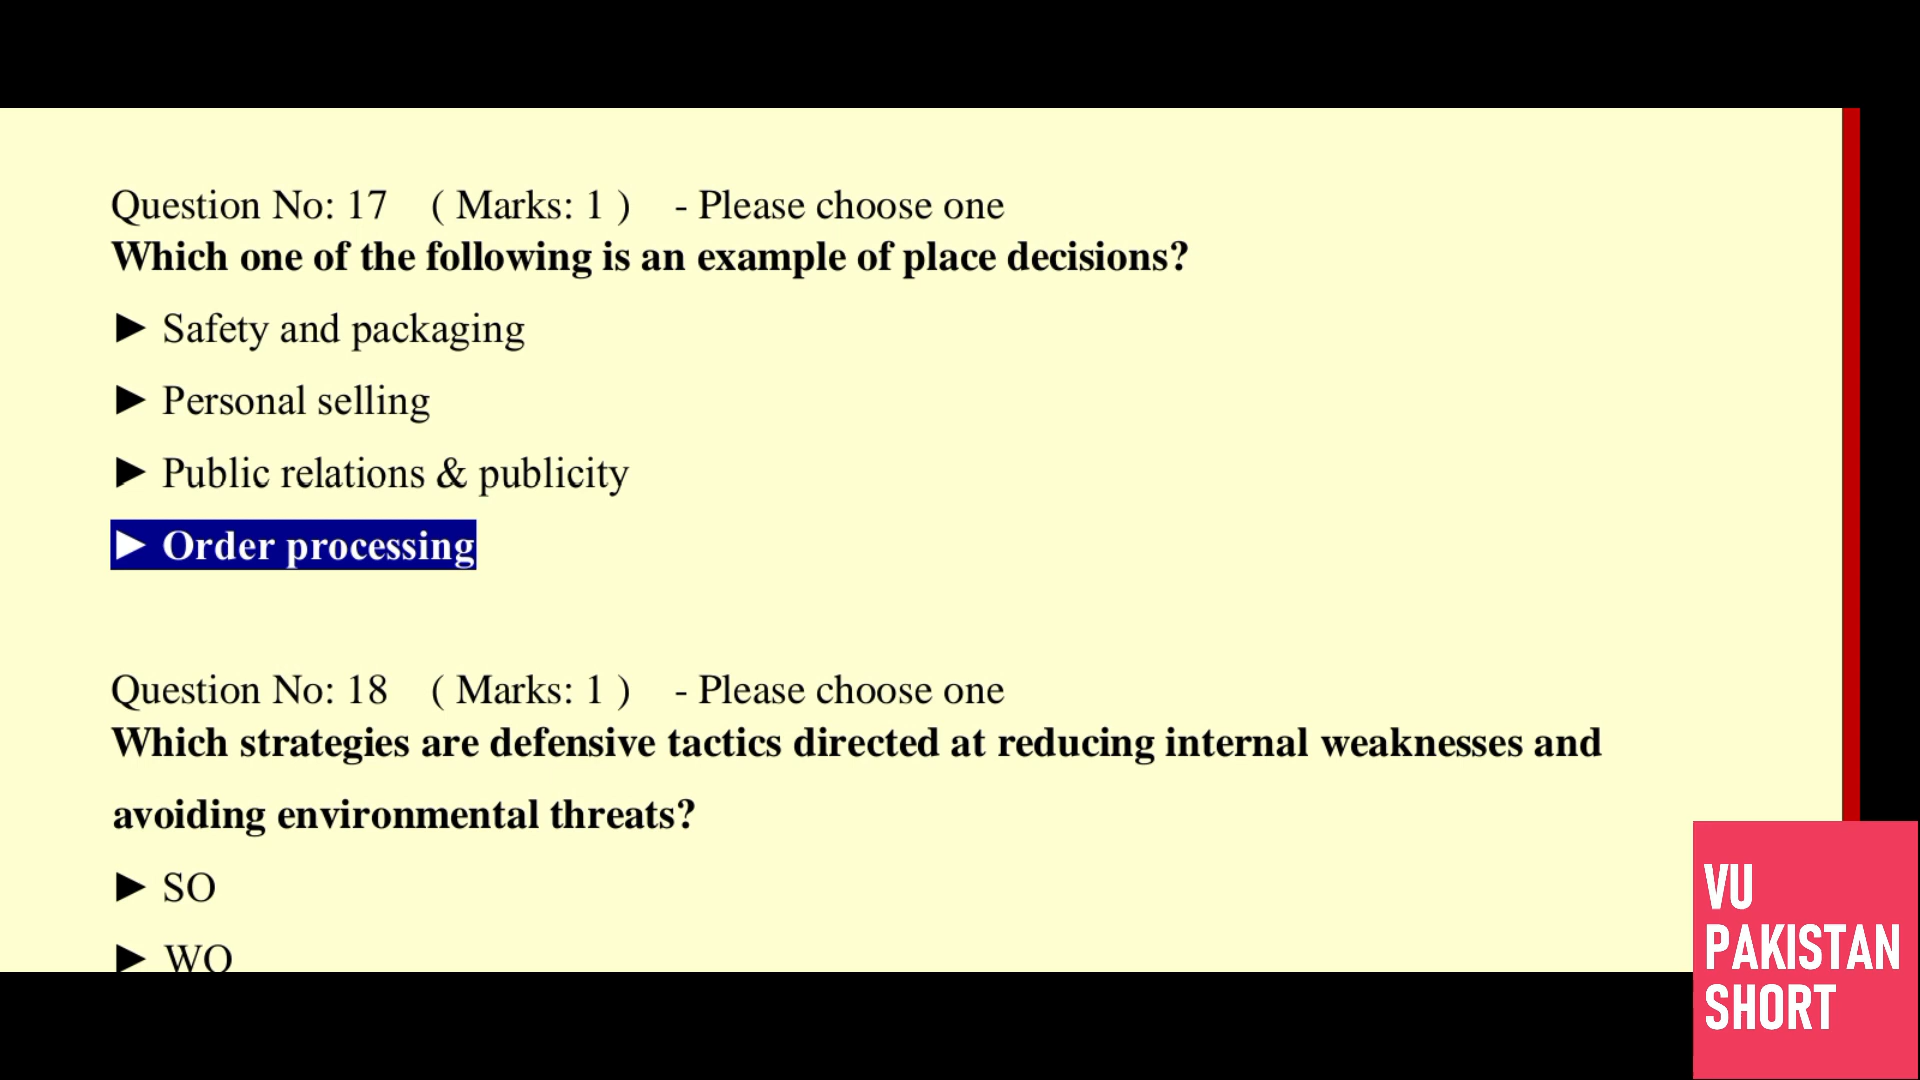 Question No: 17 ( Marks: 1 ) - Please choose one
Which one of the following is an example of place decisions?
► Safety and packaging
► Personal selling
► Public relations & publicity
► Order processing
Question No: 18 ( Marks: 1 ) - Please choose one
Which strategies are defensive tactics directed at reducing internal weaknesses and
avoiding environmental threats?
► SO
► WO
VU
PAKISTAN
SHORT